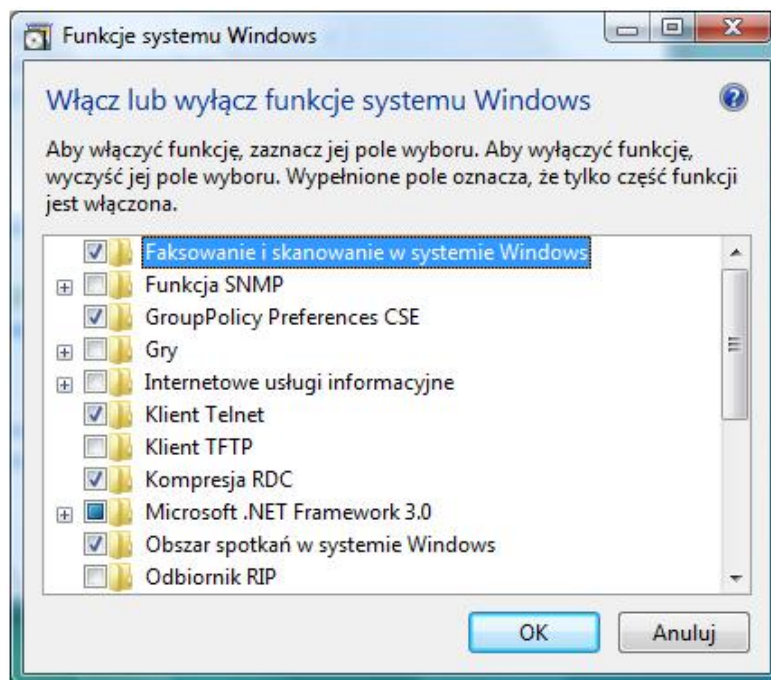 Funkcje systemu Windows
Włącz lub wyłącz funkcje systemu Windows
Aby włączyć funkcję, zaznacz jej pole wyboru. Aby wyłączyć funkcję,
wyczyść jej pole wyboru. Wypełnione pole oznacza, że tylko część funkcji
jest włączona.
Faksowanie i skanowanie w systemie Windows
Funkcja SNMP
GroupPolicy Preferences CSE
Gry
Internetowe usługi informacyjne
Klient Telnet
Klient TFTP
Kompresja RDC
Microsoft .NET Framework 3.0
Obszar spotkań w systemie Windows
Odbiornik RIP
OK Anuluj